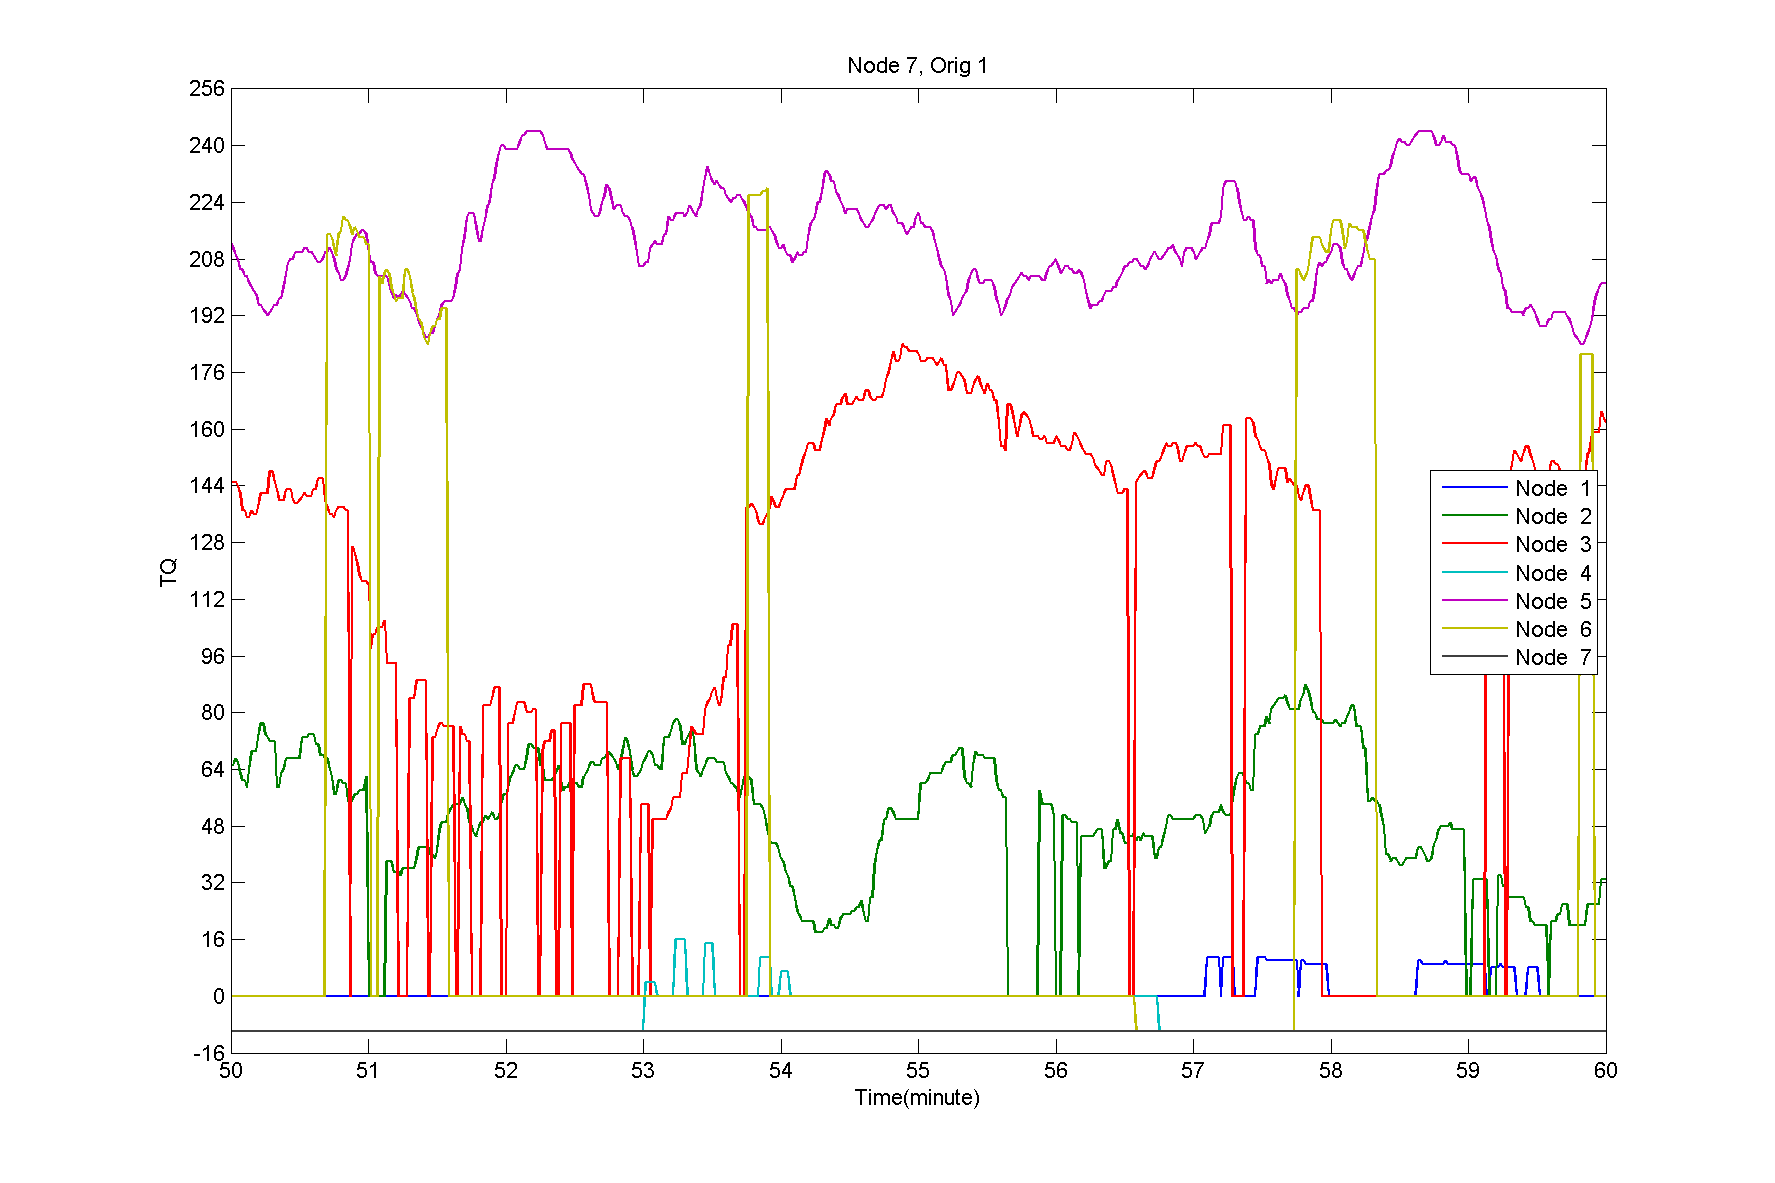 Node 7, Orig 1
256
240
224
208
192
176
160
144
128
112
96
80
64
48
32
16
0
-16
TQ
Node 1
Node 2
Node 3
Node 4
Node 5
Node 6
Node 7
50 51 52 53 54 55 56 57 58 59 60
Time(minute)